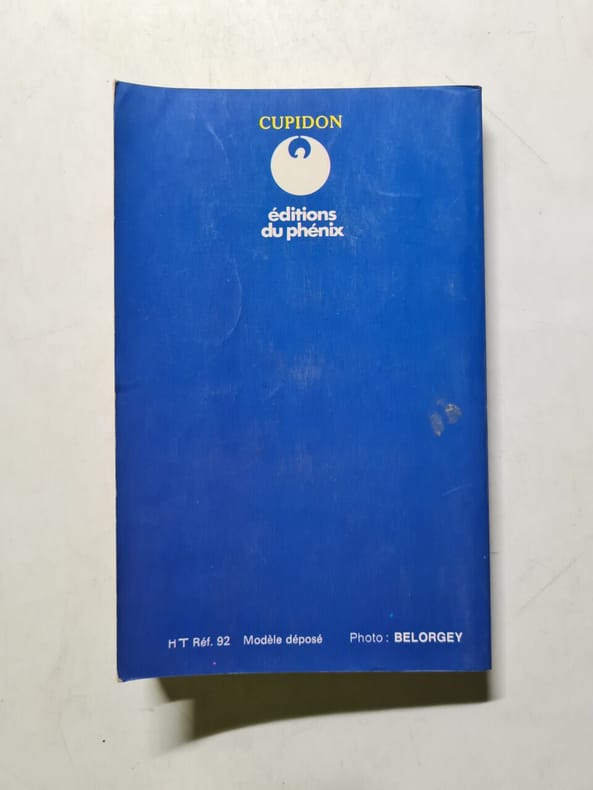 CUPIDON
éditions
du phénix
HT Réf. 92 Modèle déposé Photo : BELORGEY